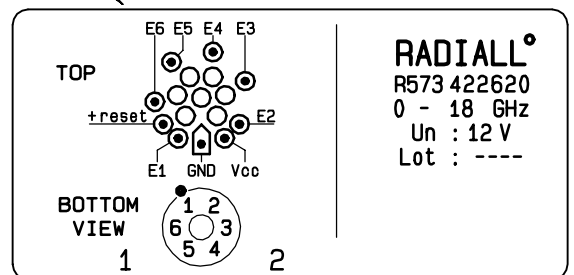 E6 E5 E4 E3
TOP
+reset
E2
E1 GND Vcc
BOTTOM
VIEW
1 2
6 3
5 4
1 2
RADIALL°
R573 422620
0 - 18 GHz
Un : 12 V
Lot : ----